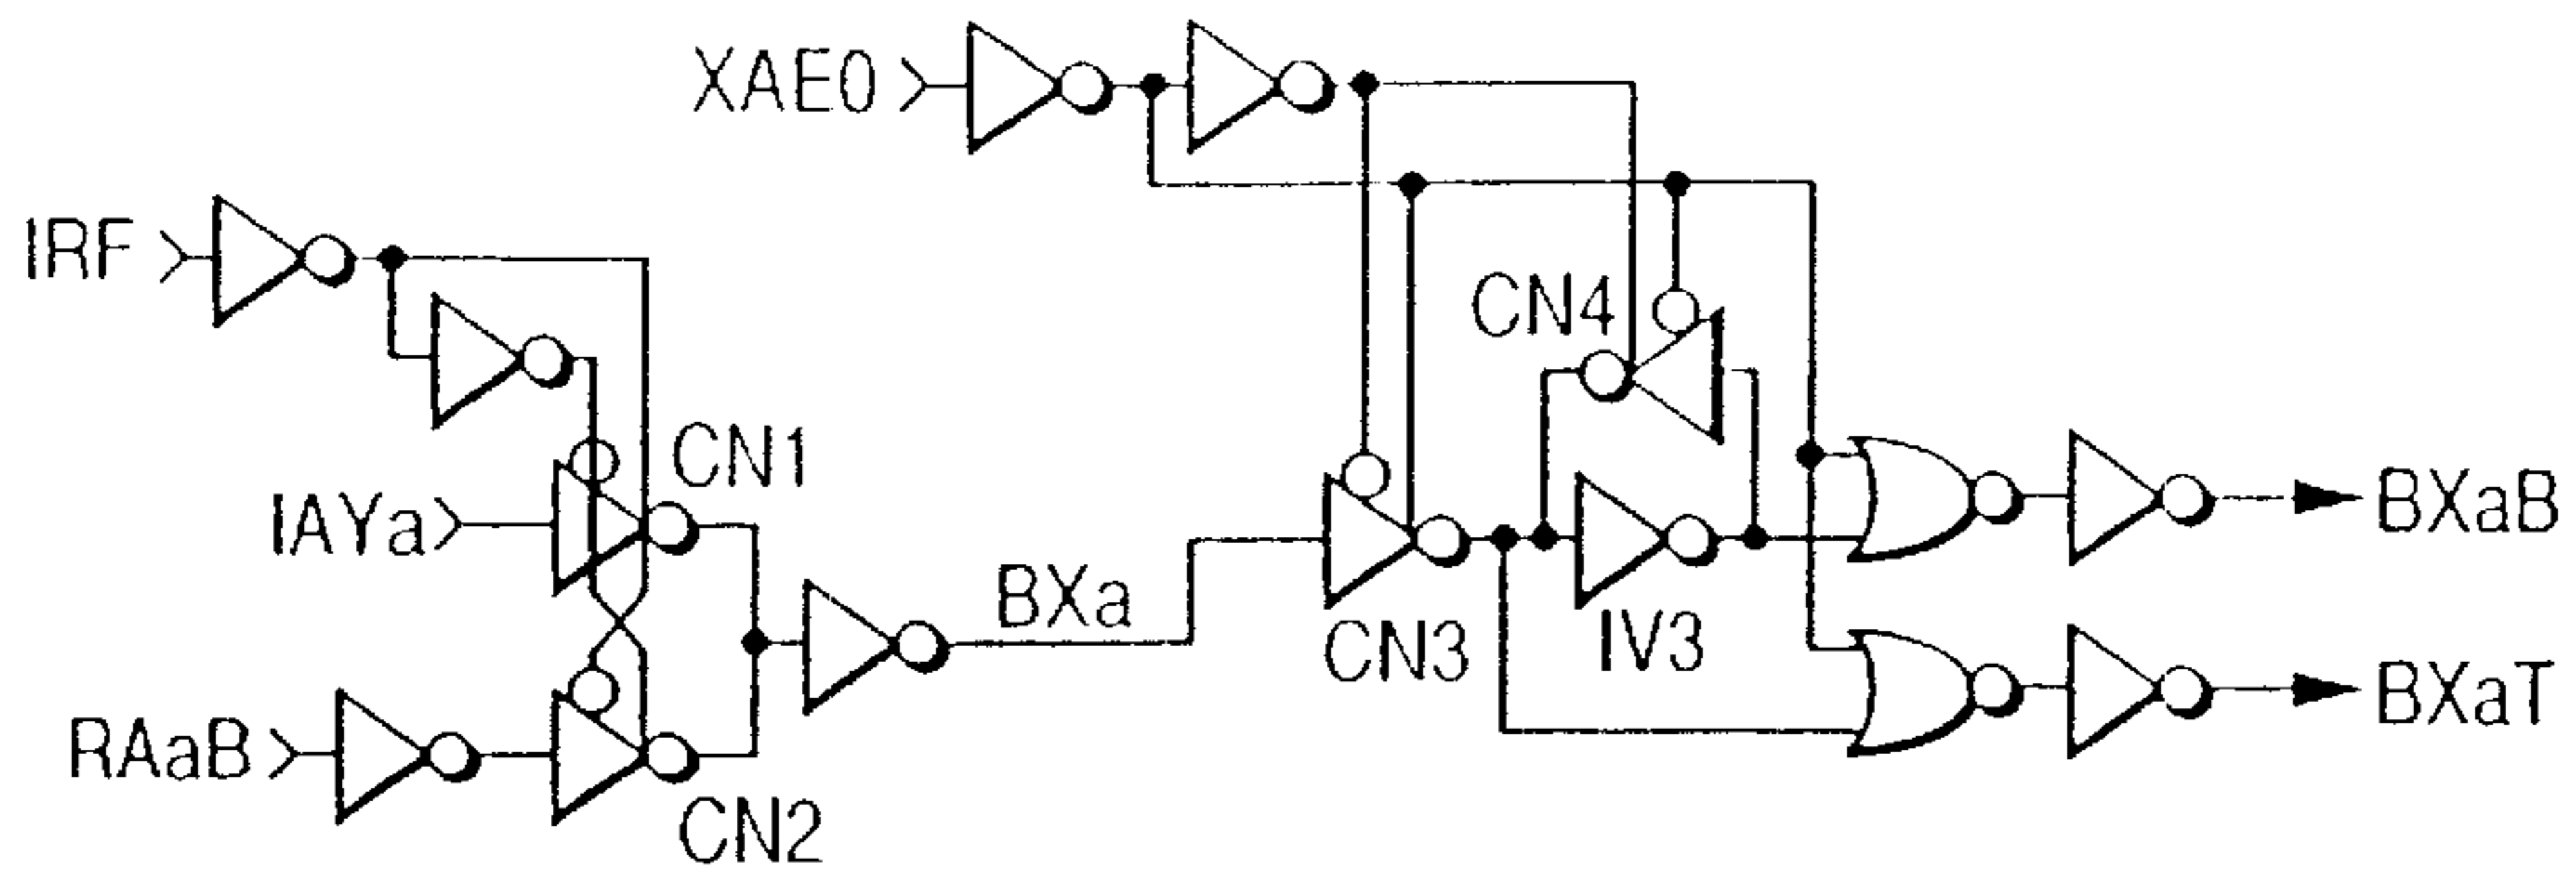 XAE0
IRF
CN4
CN1
IAYa
BXaB
BXa
CN3
IV3
BXaT
RAaB
CN2